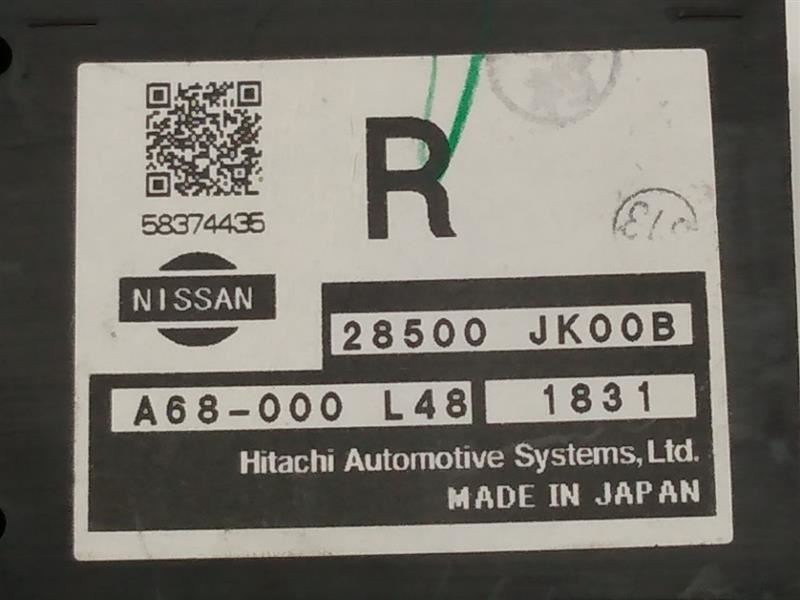 58374435
R
NISSAN
28500 JK00B
A68-000 L48 1831
Hitachi Automotive Systems, Ltd.
MADE IN JAPAN